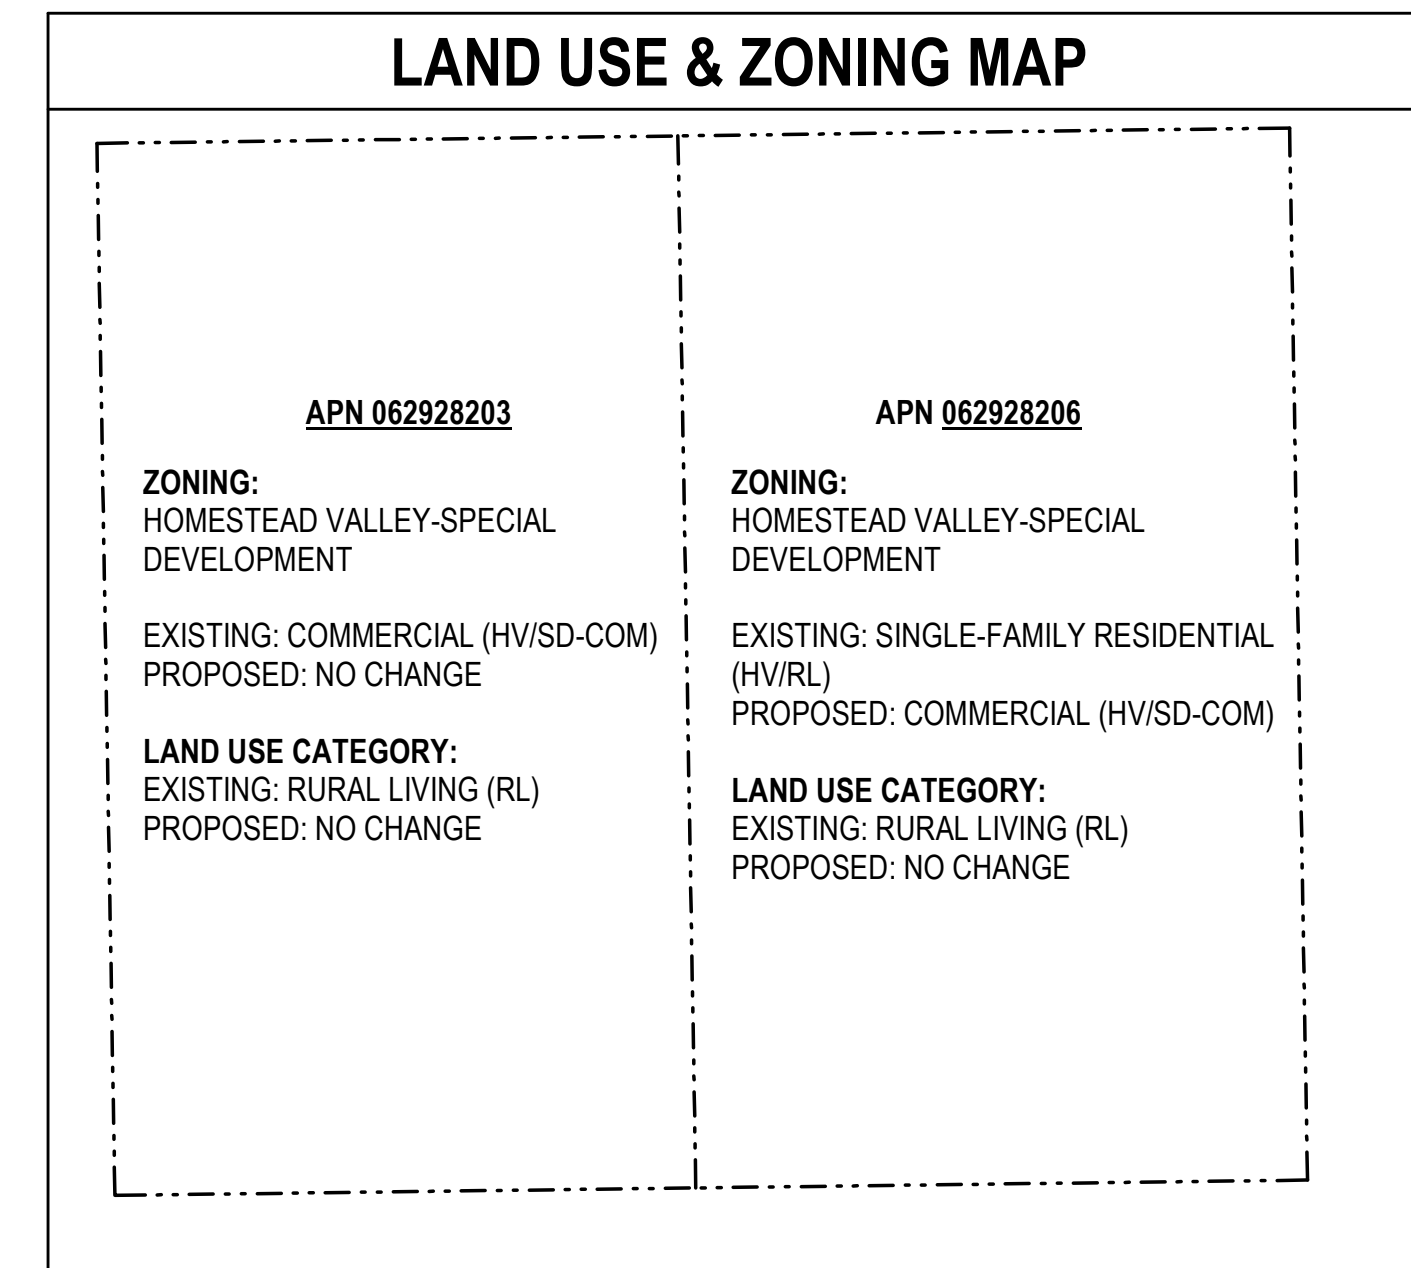 LAND USE & ZONING MAP
APN 062928203
ZONING:
HOMESTEAD VALLEY-SPECIAL
DEVELOPMENT
EXISTING: COMMERCIAL (HV/SD-COM)
PROPOSED: NO CHANGE
LAND USE CATEGORY:
EXISTING: RURAL LIVING (RL)
PROPOSED: NO CHANGE
APN 062928206
ZONING:
HOMESTEAD VALLEY-SPECIAL
DEVELOPMENT
EXISTING: SINGLE-FAMILY RESIDENTIAL
(HV/RL)
PROPOSED: COMMERCIAL (HV/SD-COM)
LAND USE CATEGORY:
EXISTING: RURAL LIVING (RL)
PROPOSED: NO CHANGE